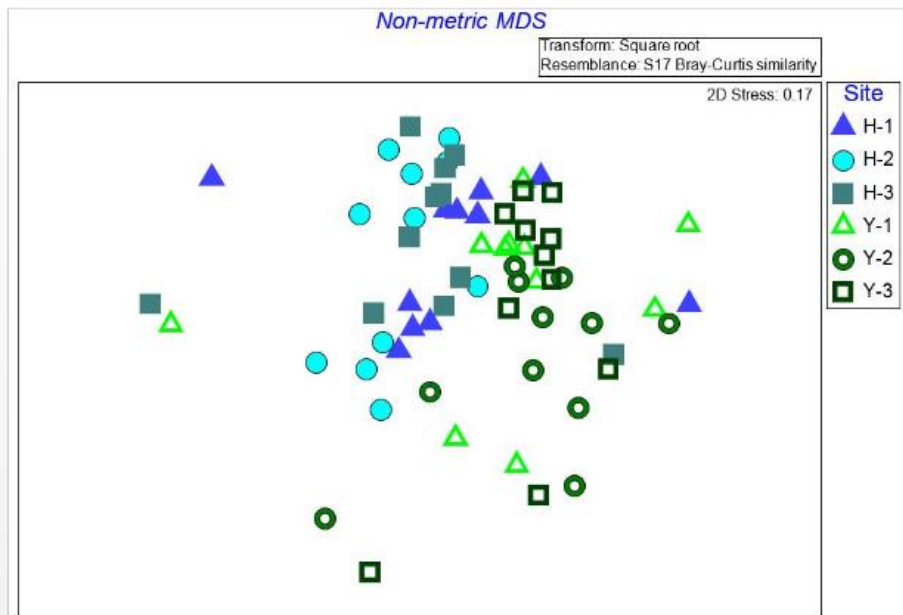 Non-metric MDS
Transform: Square root
Resemblance: S17 Bray-Curtis similarity
2D Stress: 0.17
Site
H-1
H-2
H-3
Y-1
Y-2
Y-3